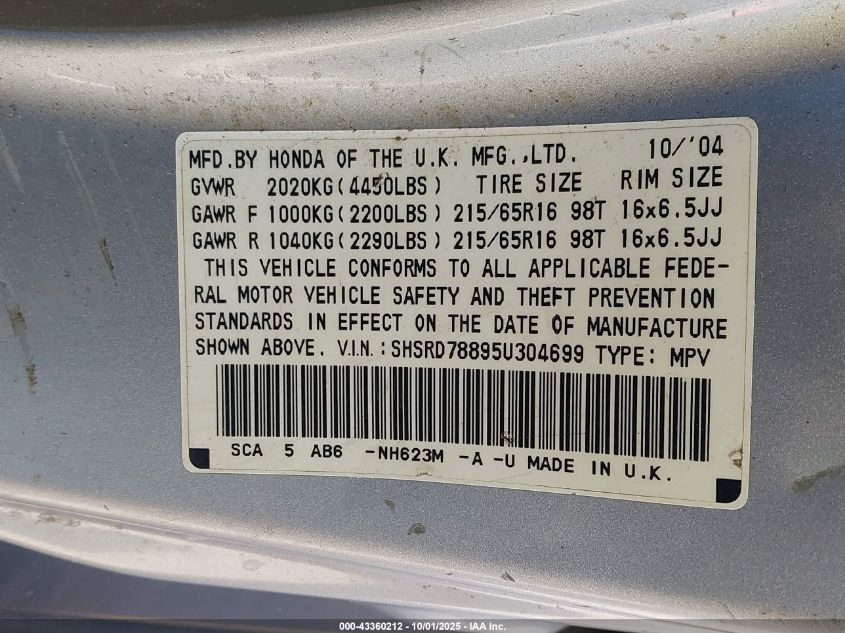 MFD.BY HONDA OF THE U.K. MFG.,LTD. 10/'04
GVWR 2020KG(4450LBS) TIRE SIZE RIM SIZE
GAWR F 1000KG(2200LBS) 215/65R16 98T 16x6.5JJ
GAWR R 1040KG(2290LBS) 215/65R16 98T 16x6.5JJ
THIS VEHICLE CONFORMS TO ALL APPLICABLE FEDE-
RAL MOTOR VEHICLE SAFETY AND THEFT PREVENTION
STANDARDS IN EFFECT ON THE DATE OF MANUFACTURE
SHOWN ABOVE. V.I.N.:SHSRD78895U304699 TYPE: MPV
SCA 5 AB6 -NH623M -A -U MADE IN U.K.
000-43360212 - 10/01/2025 - IAA Inc.